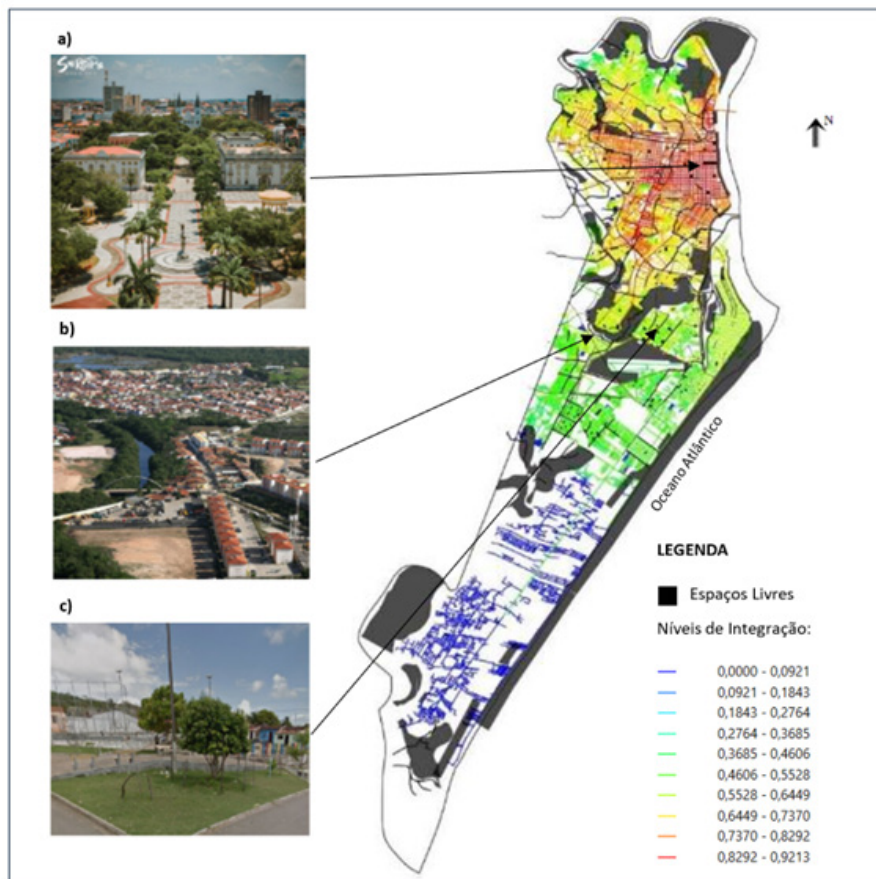 a)
b)
c)
N
Oceano Atlântico
LEGENDA
Espaços Livres
Níveis de Integração:
0,0000 - 0,0921
0,0921 - 0,1843
0,1843 - 0,2764
0,2764 - 0,3685
0,3685 - 0,4606
0,4606 - 0,5528
0,5528 - 0,6449
0,6449 - 0,7370
0,7370 - 0,8292
0,8292 - 0,9213